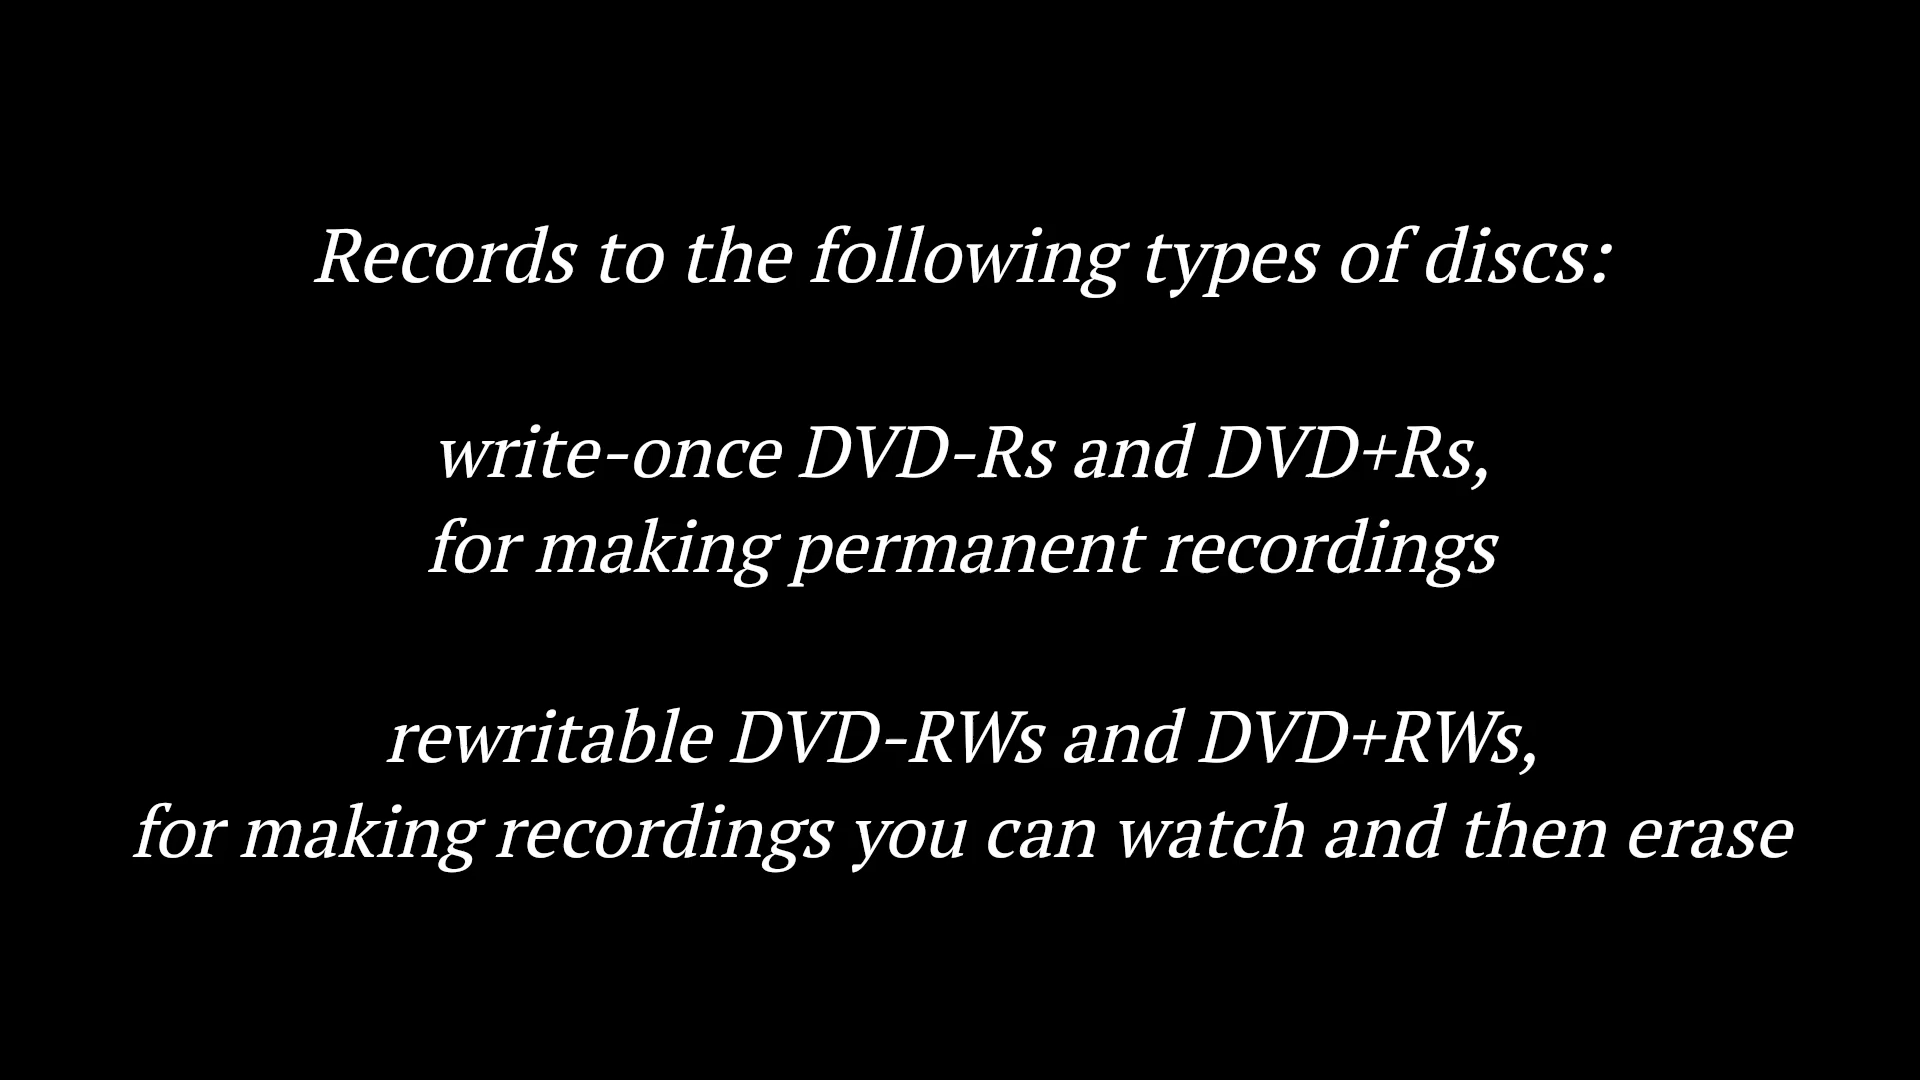 Records to the following types of discs:
write-once DVD-Rs and DVD+Rs,
for making permanent recordings
rewritable DVD-RWs and DVD+RWs,
for making recordings you can watch and then erase